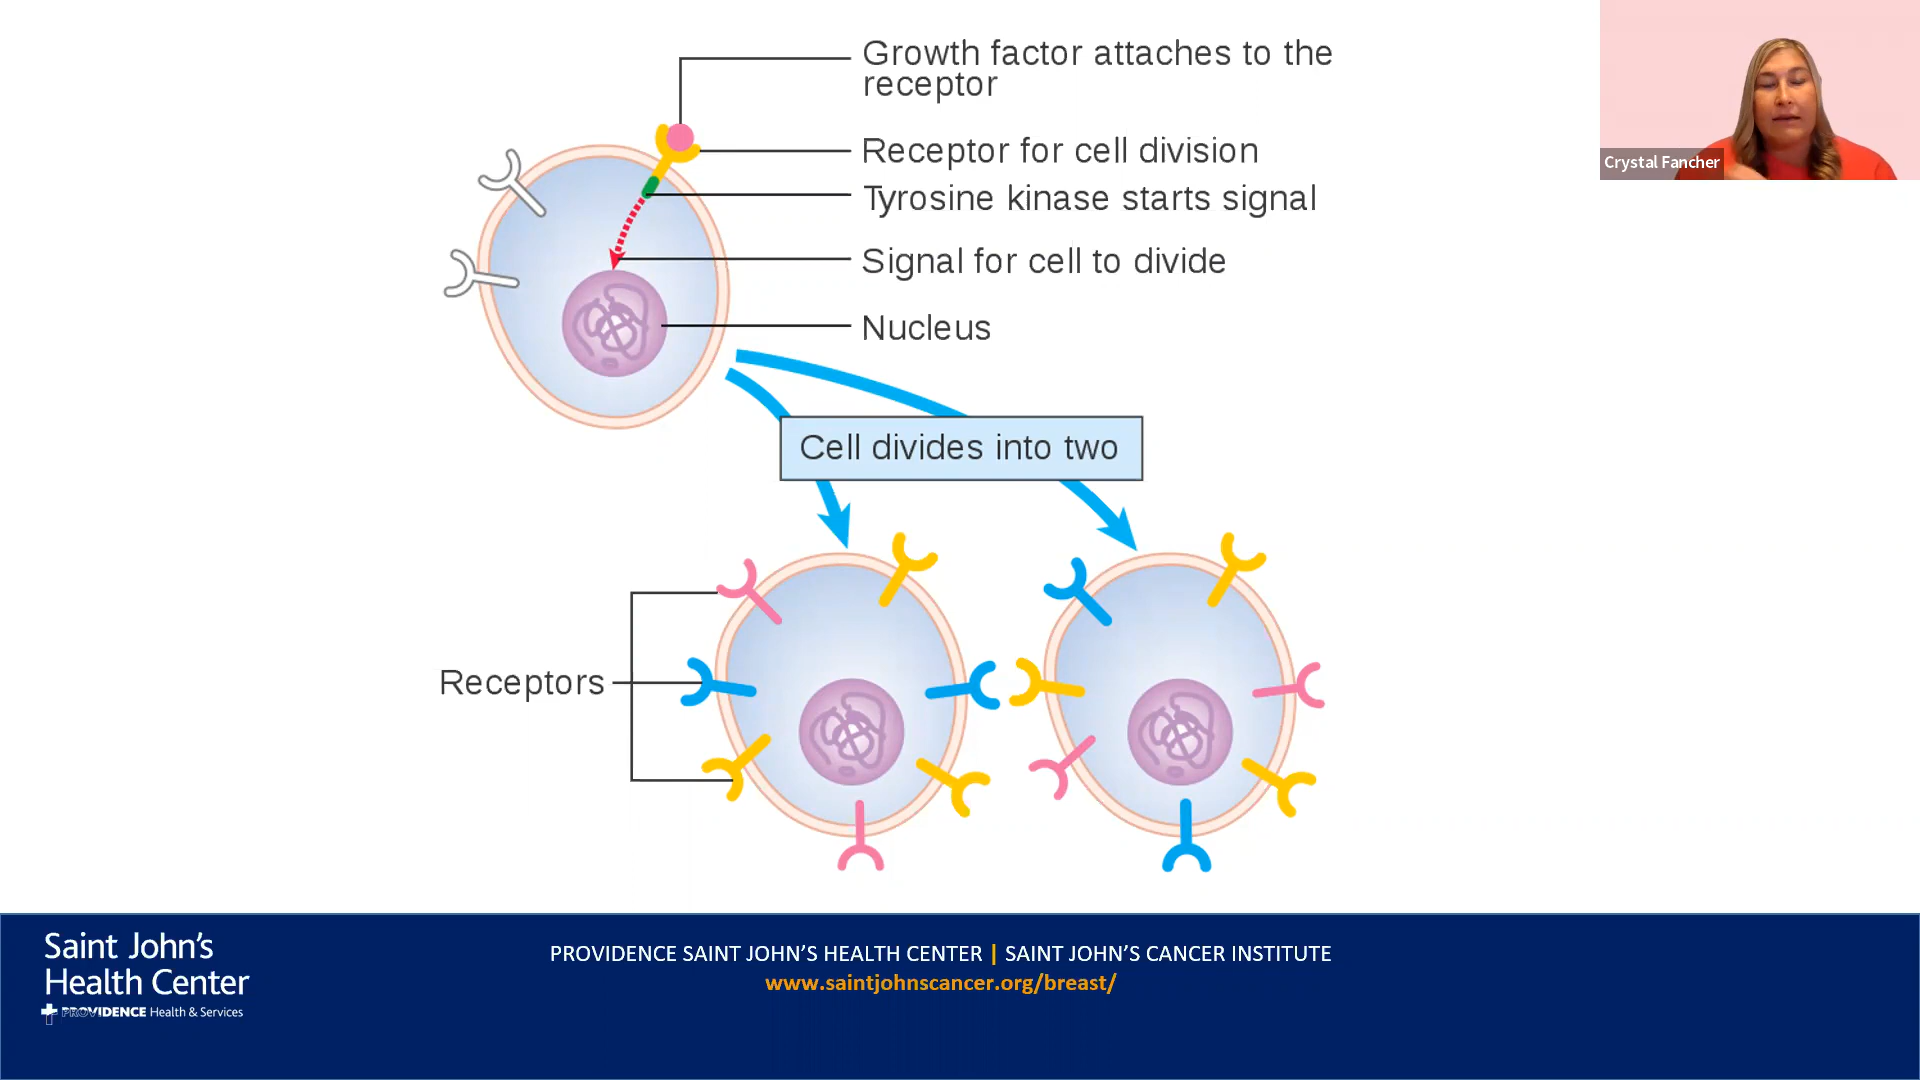 Growth factor attaches to the
receptor
Crystal Fancher
Receptor for cell division
Tyrosine kinase starts signal
Signal for cell to divide
Nucleus
Cell divides into two
Receptors
Saint John's
Health Center
PROVIDENCE Health & Services
PROVIDENCE SAINT JOHN'S HEALTH CENTER | SAINT JOHN'S CANCER INSTITUTE
www.saintjohnscancer.org/breast/